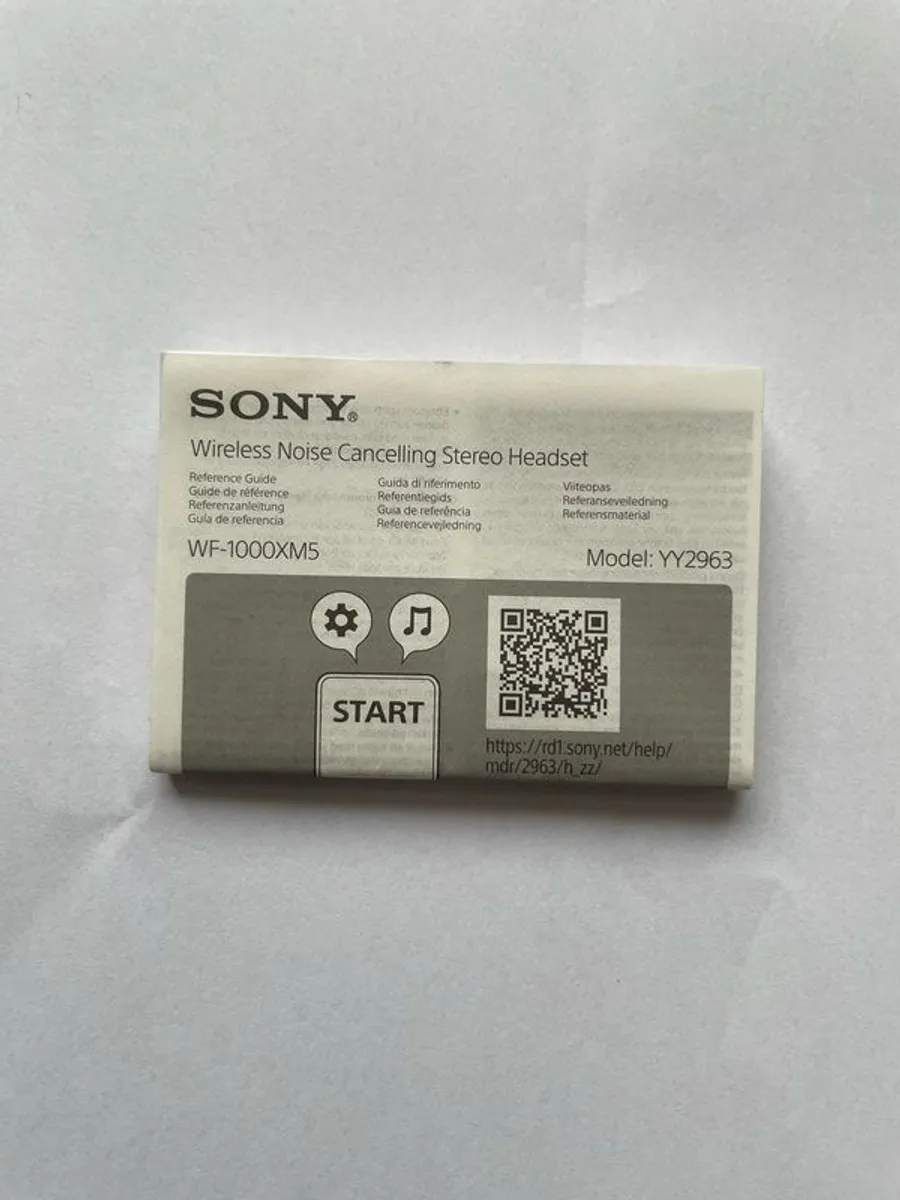 SONY®
Wireless Noise Cancelling Stereo Headset
Reference Guide
Guide de référence
Referenzanleitung
Guía de referencia
Guida di riferimento
Referentiegids
Guia de referência
Referencevejledning
Viiteopas
Referanseveiledning
Referensmaterial
WF-1000XM5
Model: YY2963
START
https://rd1.sony.net/help/
mdr/2963/h_zz/